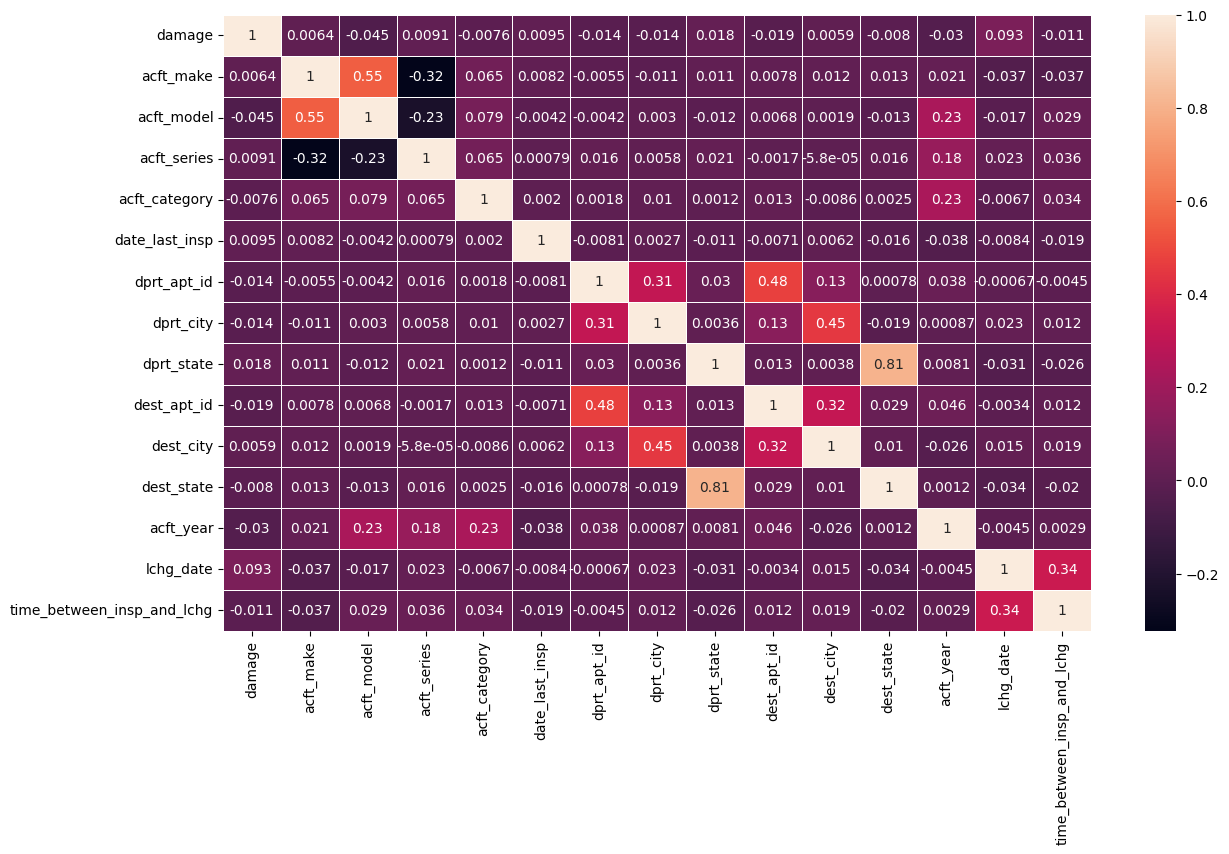 damage 1 0.0064 -0.045 0.0091 -0.0076 0.0095 -0.014 -0.014 0.018 -0.019 0.0059 -0.008 -0.03 0.093 -0.011
acft_make 0.0064 1 0.55 -0.32 0.065 0.0082 -0.0055 -0.011 0.011 0.0078 0.012 0.013 0.021 -0.037 -0.037
acft_model -0.045 0.55 1 -0.23 0.079 -0.0042 -0.0042 0.003 -0.012 0.0068 0.0019 -0.013 0.23 -0.017 0.029
acft_series 0.0091 -0.32 -0.23 1 0.065 0.00079 0.016 0.0058 0.021 -0.0017 -5.8e-05 0.016 0.18 0.023 0.036
acft_category -0.0076 0.065 0.079 0.065 1 0.002 0.0018 0.01 0.0012 0.013 -0.0086 0.0025 0.23 -0.0067 0.034
date_last_insp 0.0095 0.0082 -0.0042 0.00079 0.002 1 -0.0081 0.0027 -0.011 -0.0071 0.0062 -0.016 -0.038 -0.0084 -0.019
dprt_apt_id -0.014 -0.0055 -0.0042 0.016 0.0018 -0.0081 1 0.31 0.03 0.48 0.13 0.00078 0.038 -0.00067 -0.0045
dprt_city -0.014 -0.011 0.003 0.0058 0.01 0.0027 0.31 1 0.0036 0.13 0.45 -0.019 0.00087 0.023 0.012
dprt_state 0.018 0.011 -0.012 0.021 0.0012 -0.011 0.03 0.0036 1 0.013 0.0038 0.81 0.0081 -0.031 -0.026
dest_apt_id -0.019 0.0078 0.0068 -0.0017 0.013 -0.0071 0.48 0.13 0.013 1 0.32 0.029 0.046 -0.0034 0.012
dest_city 0.0059 0.012 0.0019 -5.8e-05 -0.0086 0.0062 0.13 0.45 0.0038 0.32 1 0.01 -0.026 0.015 0.019
dest_state -0.008 0.013 -0.013 0.016 0.0025 -0.016 0.00078 -0.019 0.81 0.029 0.01 1 0.0012 -0.034 -0.02
acft_year -0.03 0.021 0.23 0.18 0.23 -0.038 0.038 0.00087 0.0081 0.046 -0.026 0.0012 1 -0.0045 0.0029
lchg_date 0.093 -0.037 -0.017 0.023 -0.0067 -0.0084 -0.00067 0.023 -0.031 -0.0034 0.015 -0.034 -0.0045 1 0.34
time_between_insp_and_lchg -0.011 -0.037 0.029 0.036 0.034 -0.019 -0.0045 0.012 -0.026 0.012 0.019 -0.02 0.0029 0.34 1
damage
acft_make
acft_model
acft_series
acft_category
date_last_insp
dprt_apt_id
dprt_city
dprt_state
dest_apt_id
dest_city
dest_state
acft_year
lchg_date
time_between_insp_and_lchg
1.0
0.8
0.6
0.4
0.2
0.0
−0.2